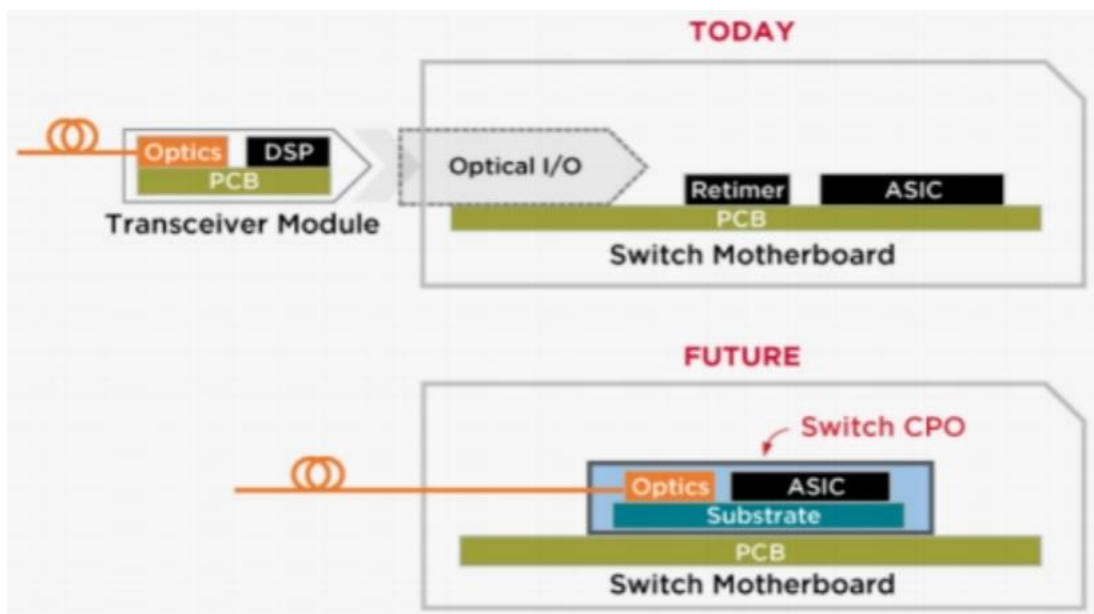 TODAY
Optics DSP
PCB
Transceiver Module
Optical I/O
Retimer ASIC
PCB
Switch Motherboard
FUTURE
Switch CPO
Optics ASIC
Substrate
PCB
Switch Motherboard